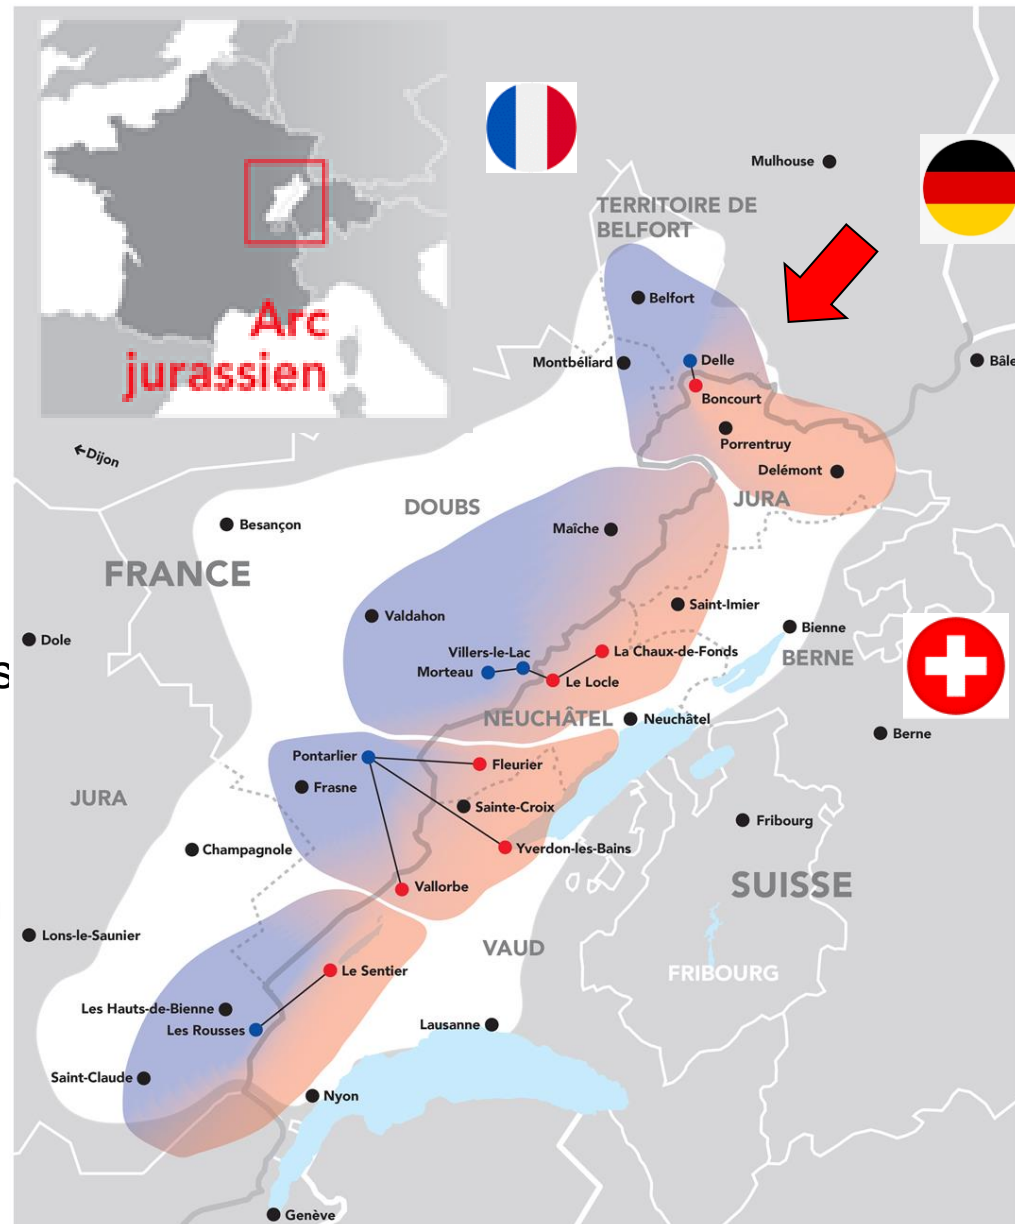 Arc
jurassien
Mulhouse
TERRITOIRE DE
BELFORT
Belfort
Montbéliard
Delle
Bâle
Boncourt
Porrentruy
←Dijon
Delémont
JURA
DOUBS
Besançon
Maîche
FRANCE
Saint-Imier
Valdahon
Bienne
Dole
Villers-le-Lac
La Chaux-de-Fonds
BERNE
s
Morteau
Le Locle
NEUCHÂTEL
Neuchâtel
Berne
Pontarlier
Fleurier
Frasne
JURA
Sainte-Croix
Fribourg
Champagnole
Yverdon-les-Bains
Vallorbe
SUISSE
Lons-le-Saunier
VAUD
Le Sentier
FRIBOURG
Les Hauts-de-Bienne
Les Rousses
Lausanne
Saint-Claude
Nyon
Genève